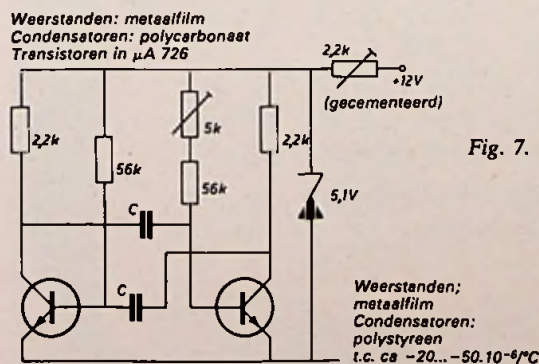 Weerstanden: metaalfilm
Condensatoren: polycarbonaat
Transistoren in µA 726
2,2k
+12V
(gecementeerd)
2,2k
56k
5k
56k
2,2k
Fig. 7.
C
5,1V
C
Weerstanden;
metaalfilm
Condensatoren:
polystyreen
t.c. ca -20... -50.10⁻⁶/°C